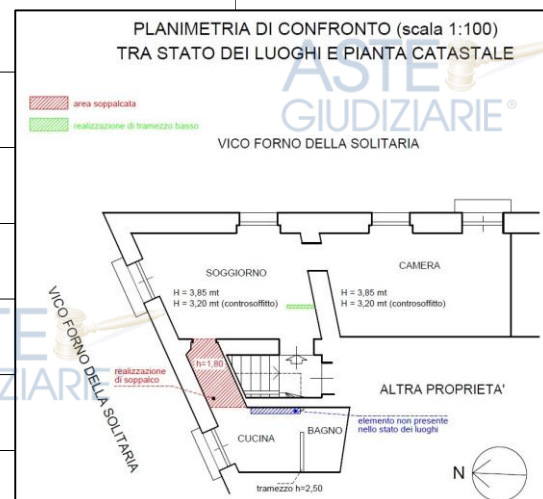 PLANIMETRIA DI CONFRONTO (scala 1:100)
TRA STATO DEI LUOGHI E PIANTA CATASTALE
ASTE
GIUDIZIARIE®
area soppalcata
realizzazione di tramezzo basso
VICO FORNO DELLA SOLITARIA
SOGGIORNO
H = 3,85 mt
H = 3,20 mt (controsoffitto)
CAMERA
H = 3,85 mt
H = 3,20 mt (controsoffitto)
VICO FORNO DELLA SOLITARIA
h=1,80
realizzazione
di soppalco
ALTRA PROPRIETA'
elemento non presente
nello stato dei luoghi
CUCINA
BAGNO
tramezzo h=2,50
N